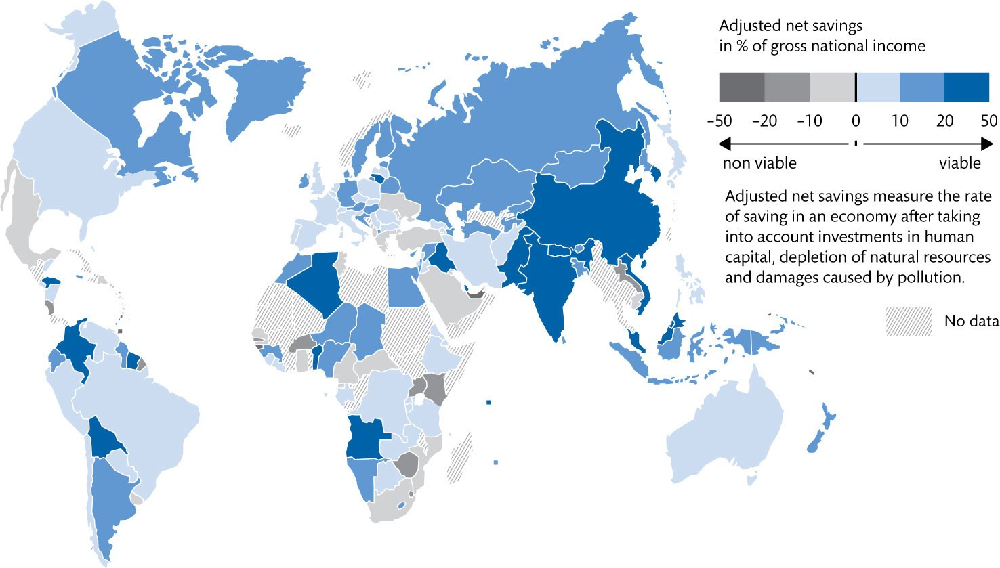 Adjusted net savings
in % of gross national income
–50 –20 –10 0 10 20 50
non viable viable
Adjusted net savings measure the rate
of saving in an economy after taking
into account investments in human
capital, depletion of natural resources
and damages caused by pollution.
No data